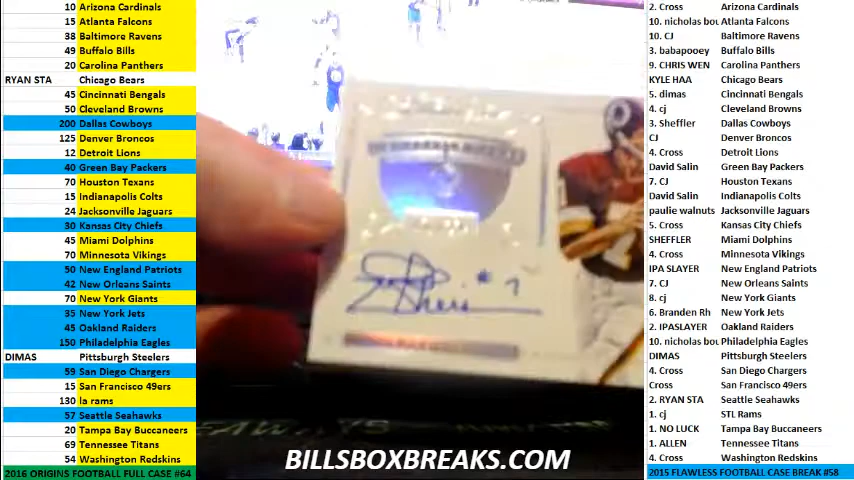 10 Arizona Cardinals
15 Atlanta Falcons
38 Baltimore Ravens
49 Buffalo Bills
20 Carolina Panthers
RYAN STA Chicago Bears
45 Cincinnati Bengals
50 Cleveland Browns
200 Dallas Cowboys
125 Denver Broncos
12 Detroit Lions
40 Green Bay Packers
70 Houston Texans
15 Indianapolis Colts
24 Jacksonville Jaguars
30 Kansas City Chiefs
45 Miami Dolphins
70 Minnesota Vikings
50 New England Patriots
42 New Orleans Saints
70 New York Giants
35 New York Jets
45 Oakland Raiders
150 Philadelphia Eagles
DIMAS Pittsburgh Steelers
59 San Diego Chargers
15 San Francisco 49ers
130 la rams
57 Seattle Seahawks
20 Tampa Bay Buccaneers
69 Tennessee Titans
54 Washington Redskins
2016 ORIGINS FOOTBALL FULL CASE #64
# 7
BILLSBOXBREAKS.COM
2. Cross Arizona Cardinals
10. nicholas bou Atlanta Falcons
10. CJ Baltimore Ravens
3. babapooey Buffalo Bills
9. CHRIS WEN Carolina Panthers
KYLE HAA Chicago Bears
5. dimas Cincinnati Bengals
4. cj Cleveland Browns
3. Sheffler Dallas Cowboys
CJ Denver Broncos
4. Cross Detroit Lions
David Salin Green Bay Packers
7. CJ Houston Texans
David Salin Indianapolis Colts
paulie walnuts Jacksonville Jaguars
5. Cross Kansas City Chiefs
SHEFFLER Miami Dolphins
4. Cross Minnesota Vikings
IPA SLAYER New England Patriots
7. CJ New Orleans Saints
8. cj New York Giants
6. Branden Rh New York Jets
2. IPASLAYER Oakland Raiders
10. nicholas bou Philadelphia Eagles
DIMAS Pittsburgh Steelers
4. Cross San Diego Chargers
Cross San Francisco 49ers
2. RYAN STA Seattle Seahawks
1. cj STL Rams
1. NO LUCK Tampa Bay Buccaneers
1. ALLEN Tennessee Titans
4. Cross Washington Redskins
2015 FLAWLESS FOOTBALL CASE BREAK #58